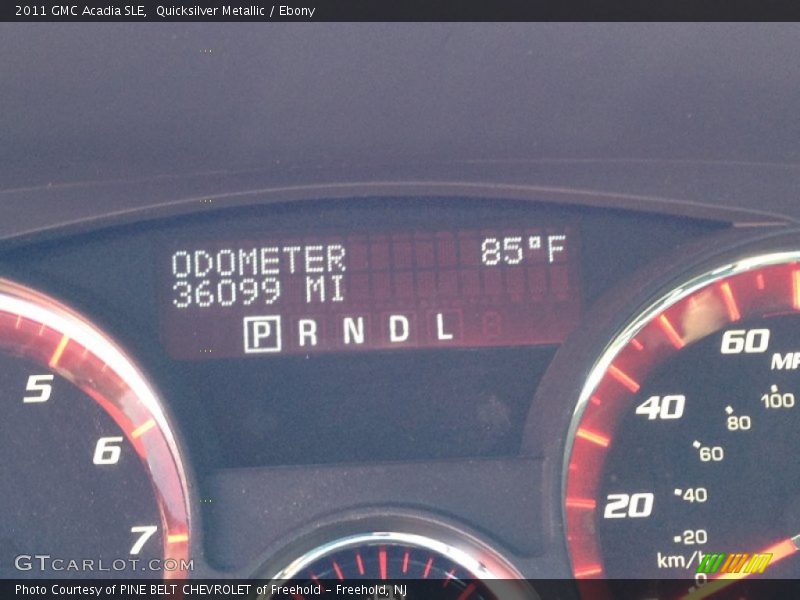 2011 GMC Acadia SLE,  Quicksilver Metallic / Ebony
ODOMETER 85°F
36099 MI
P R N D L
5
6
7
60
40
20
100
80
60
40
20
0
km/h
GTCARLOT.COM
Photo Courtesy of PINE BELT CHEVROLET of Freehold - Freehold, NJ